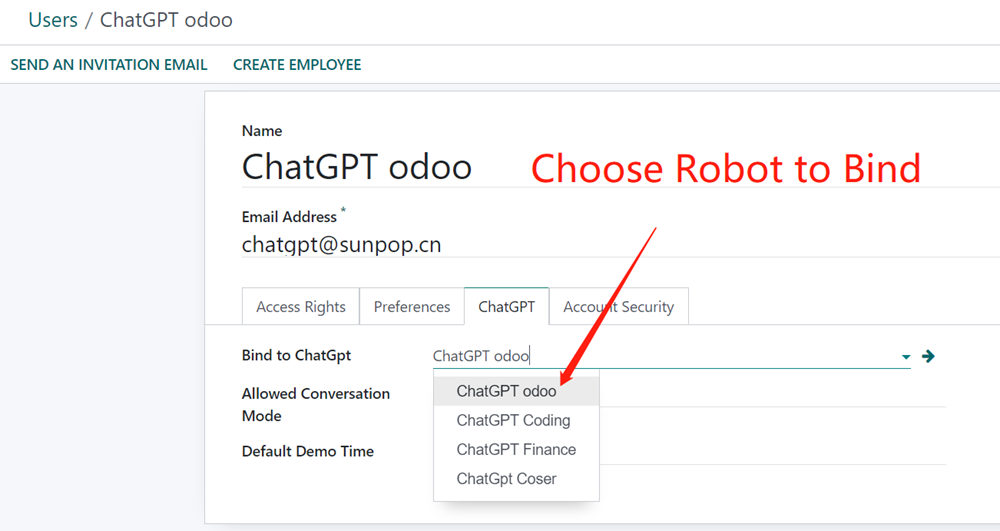 Users / ChatGPT odoo
SEND AN INVITATION EMAIL CREATE EMPLOYEE
Name
ChatGPT odoo
Choose Robot to Bind
Email Address *
chatgpt@sunpop.cn
Access Rights Preferences ChatGPT Account Security
Bind to ChatGpt ChatGPT odoo
Allowed Conversation
Mode
Default Demo Time
ChatGPT odoo
ChatGPT Coding
ChatGPT Finance
ChatGpt Coser